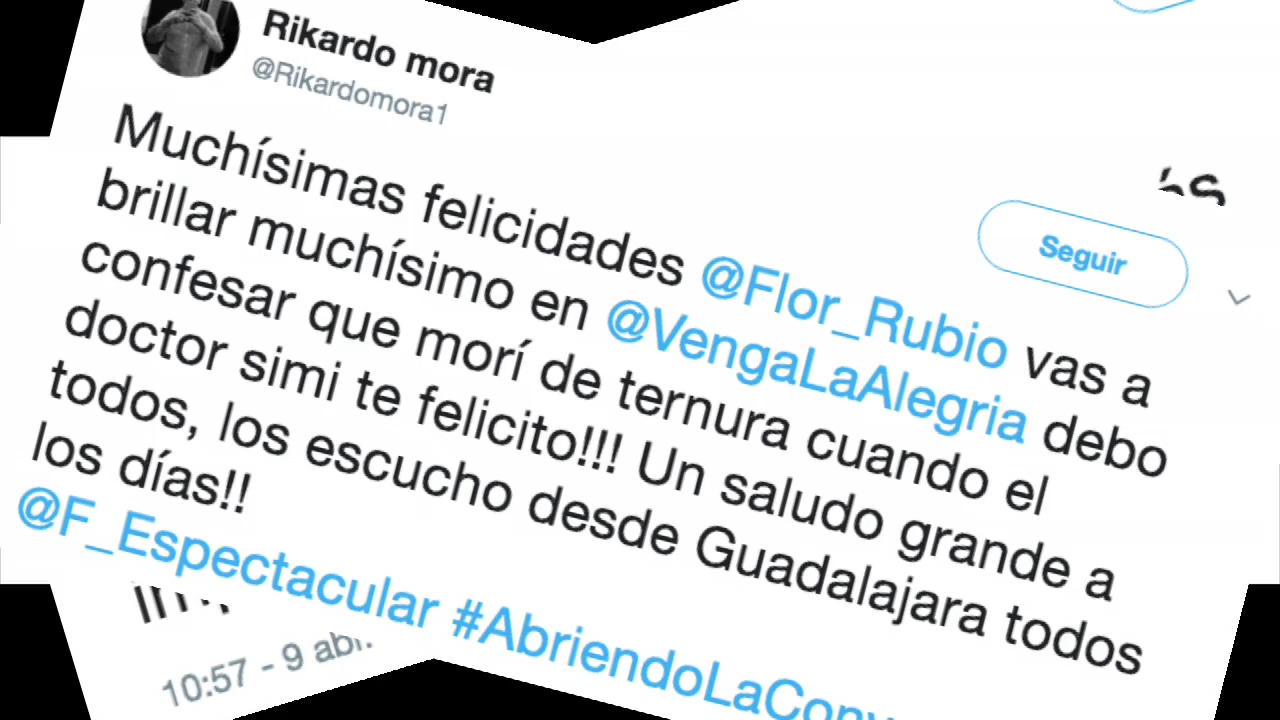 Rikardo mora
@Rikardomora1
Seguir
Muchísimas felicidades @Flor_Rubio vas a
brillar muchísimo en @VengaLaAlegria debo
confesar que morí de ternura cuando el
doctor simi te felicito!!! Un saludo grande a
todos, los escucho desde Guadalajara todos
los días!!
@F_Espectacular #AbriendoLaConv
10:57 - 9 abr.